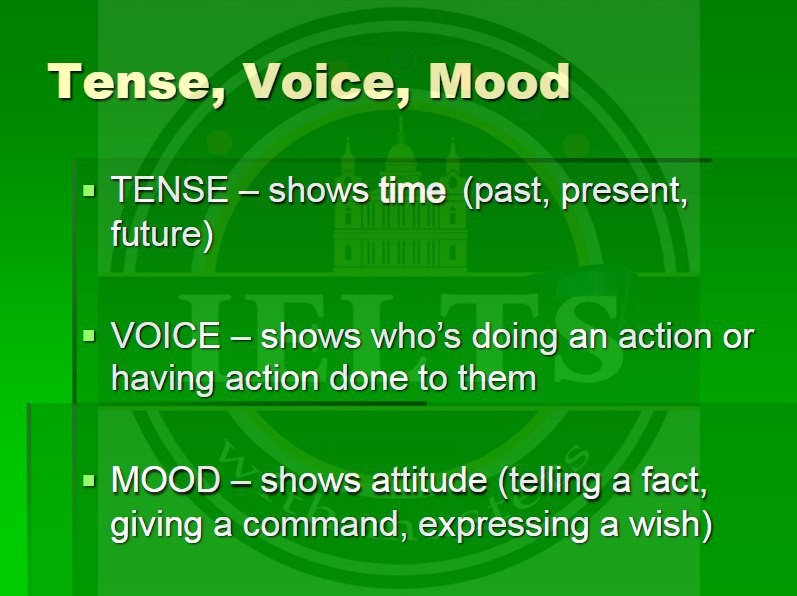 Tense, Voice, Mood
TENSE – shows time (past, present,
future)
VOICE – shows who's doing an action or
having action done to them
MOOD – shows attitude (telling a fact,
giving a command, expressing a wish)
IELTS